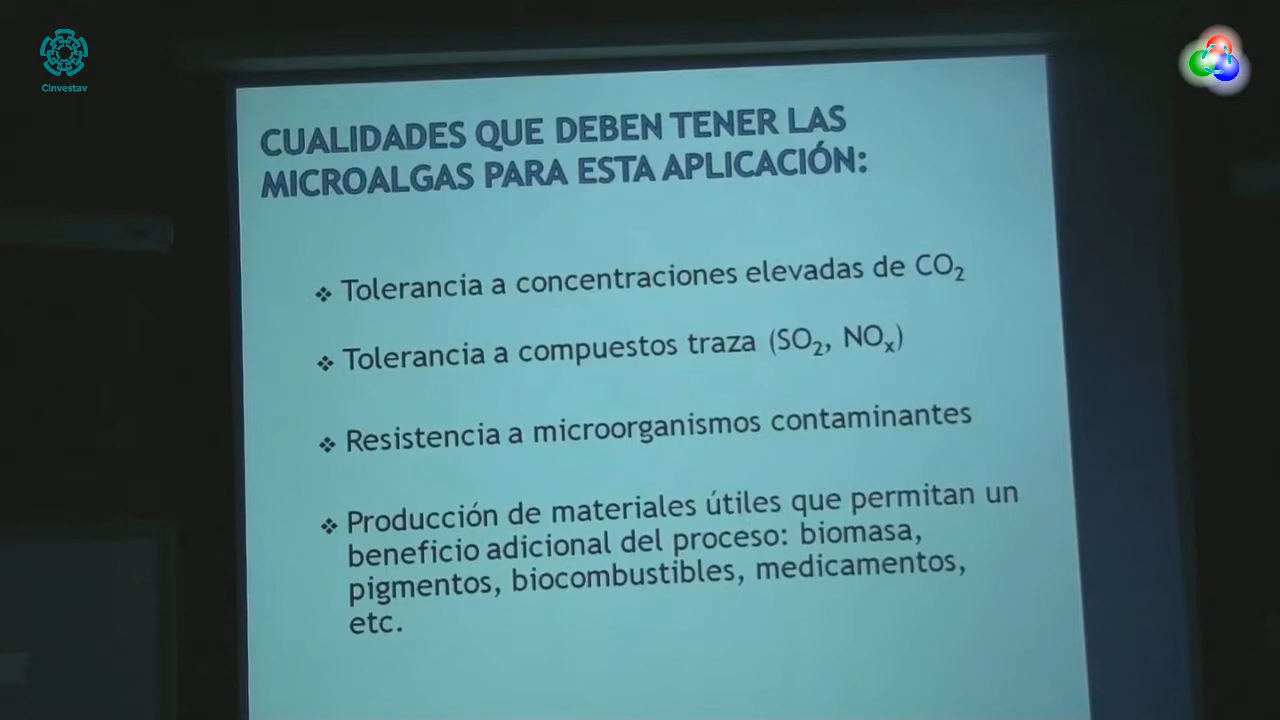 Cinvestav
CUALIDADES QUE DEBEN TENER LAS
MICROALGAS PARA ESTA APLICACIÓN:
❖ Tolerancia a concentraciones elevadas de CO₂
❖ Tolerancia a compuestos traza (SO₂, NOₓ)
❖ Resistencia a microorganismos contaminantes
❖ Producción de materiales útiles que permitan un
beneficio adicional del proceso: biomasa,
pigmentos, biocombustibles, medicamentos,
etc.